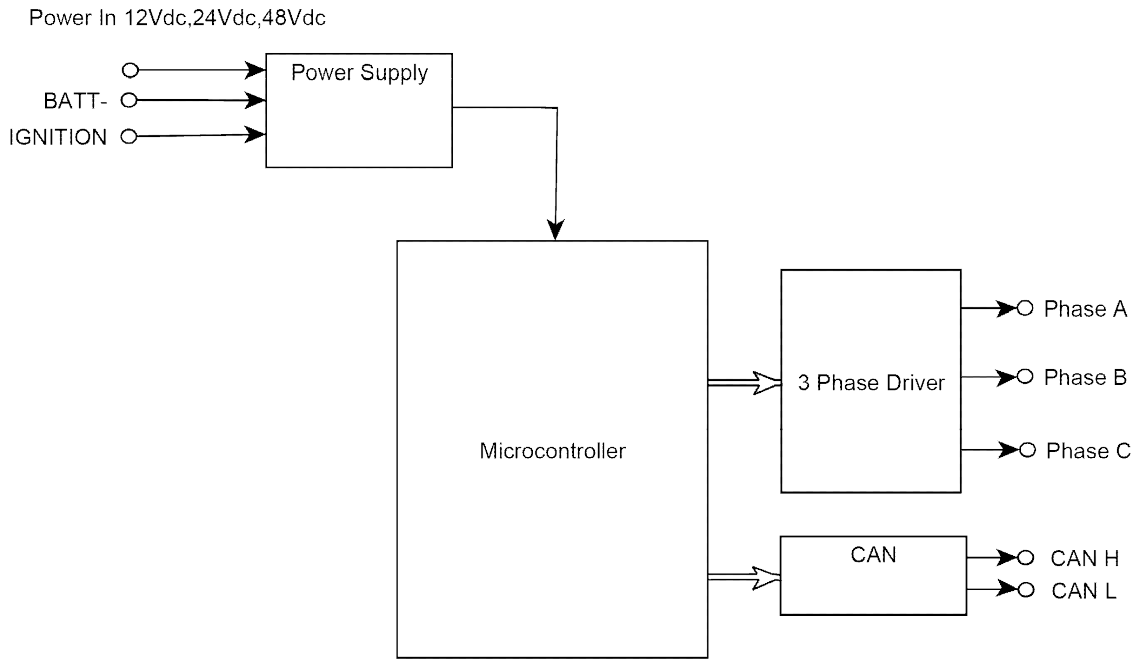 Power In 12Vdc,24Vdc,48Vdc
Power Supply
BATT-
IGNITION
Microcontroller
3 Phase Driver
Phase A
Phase B
Phase C
CAN
CAN H
CAN L